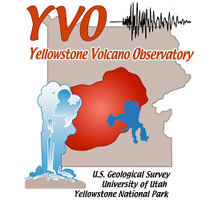 YVO
Yellowstone Volcano Observatory
U.S. Geological Survey
University of Utah
Yellowstone National Park